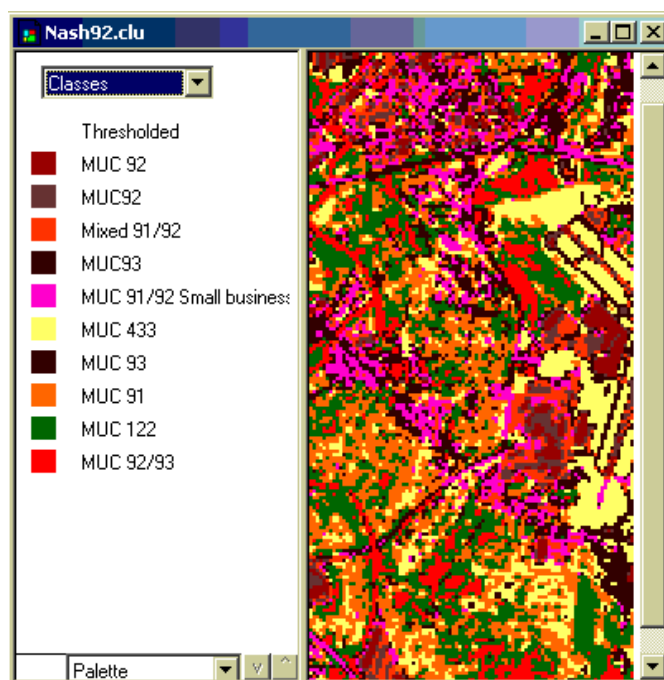 Nash92.clu
Classes
Thresholded
MUC 92
MUC92
Mixed 91/92
MUC93
MUC 91/92 Small business
MUC 433
MUC 93
MUC 91
MUC 122
MUC 92/93
Palette